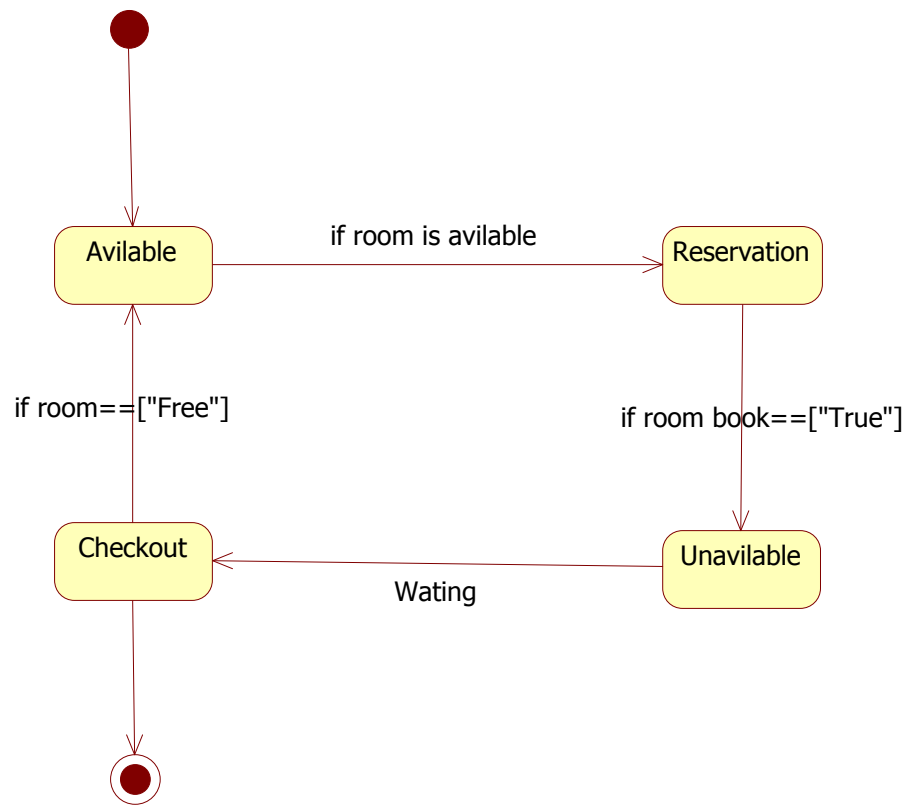 Avilable
if room is avilable
Reservation
if room==["Free"]
if room book==["True"]
Checkout
Unavilable
Wating